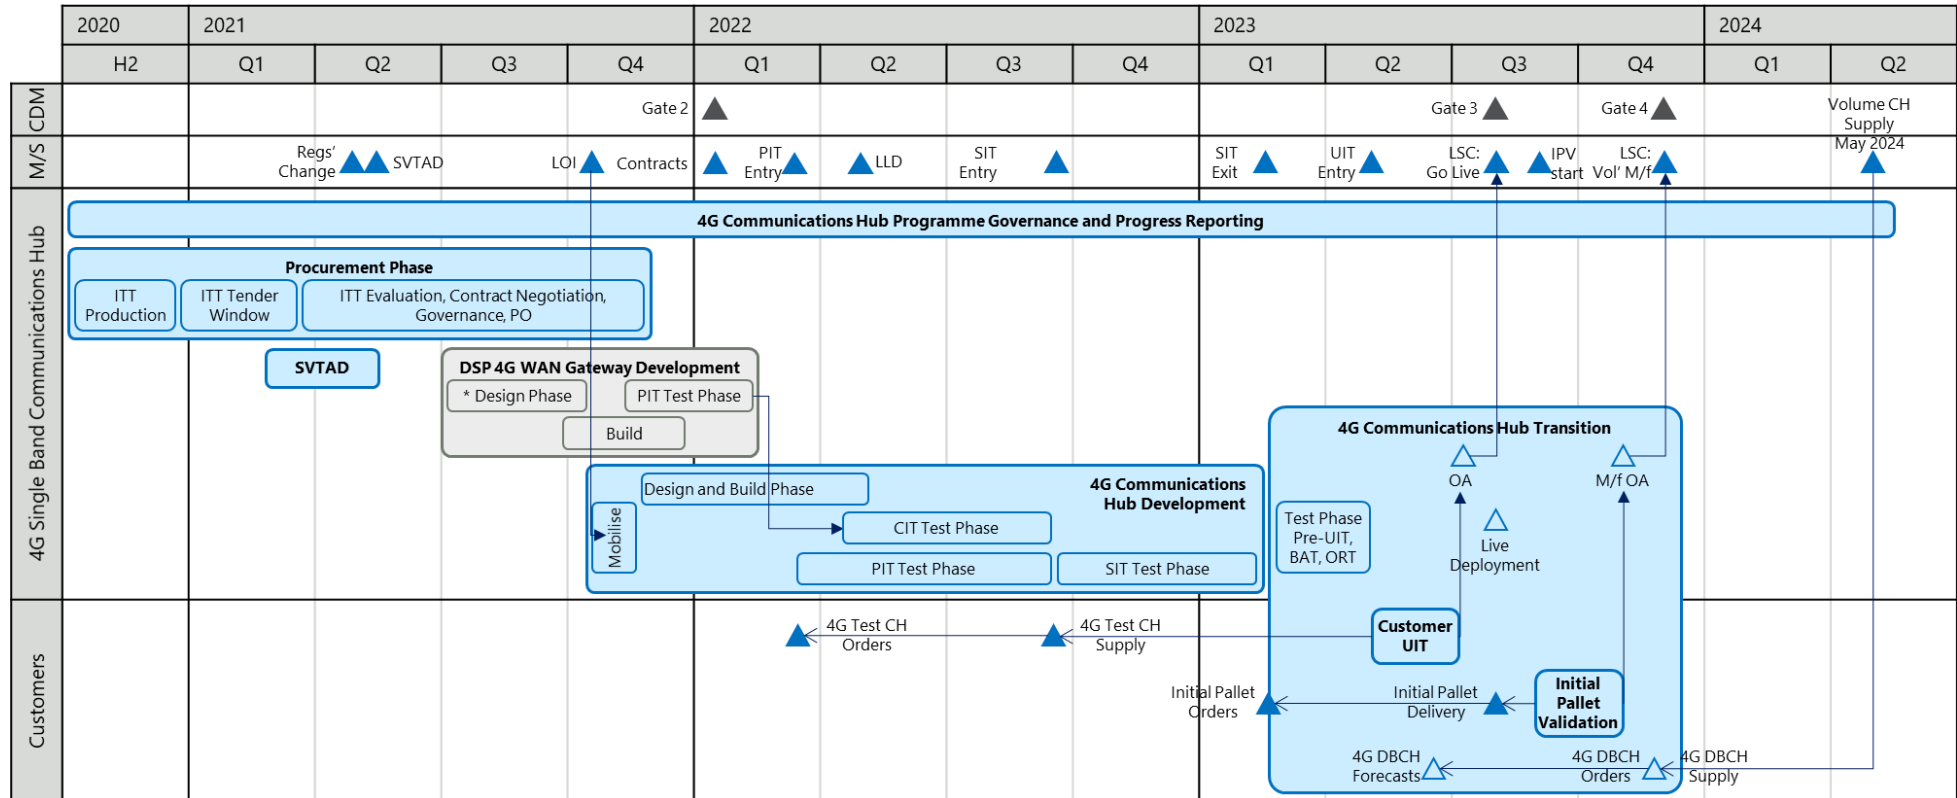 2020
2021
2022
2023
2024
H2
Q1
Q2
Q3
Q4
Q1
Q2
Q3
Q4
Q1
Q2
Q3
Q4
Q1
Q2
CDM
Gate 2
Gate 3
Gate 4
Volume CH
Supply
May 2024
M/S
Regs'
Change
SVTAD
LOI
Contracts
PIT
Entry
LLD
SIT
Entry
SIT
Exit
UIT
Entry
LSC:
Go Live
IPV
start
LSC:
Vol' M/f
4G Single Band Communications Hub
4G Communications Hub Programme Governance and Progress Reporting
Procurement Phase
ITT
Production
ITT Tender
Window
ITT Evaluation, Contract Negotiation,
Governance, PO
SVTAD
DSP 4G WAN Gateway Development
* Design Phase
PIT Test Phase
Build
4G Communications
Hub Development
Design and Build Phase
Mobilise
CIT Test Phase
PIT Test Phase
SIT Test Phase
4G Communications Hub Transition
OA
M/f OA
Test Phase
Pre-UIT,
BAT, ORT
Live
Deployment
Customers
4G Test CH
Orders
4G Test CH
Supply
Customer
UIT
Initial Pallet
Orders
Initial Pallet
Delivery
Initial
Pallet
Validation
4G DBCH
Forecasts
4G DBCH
Orders
4G DBCH
Supply